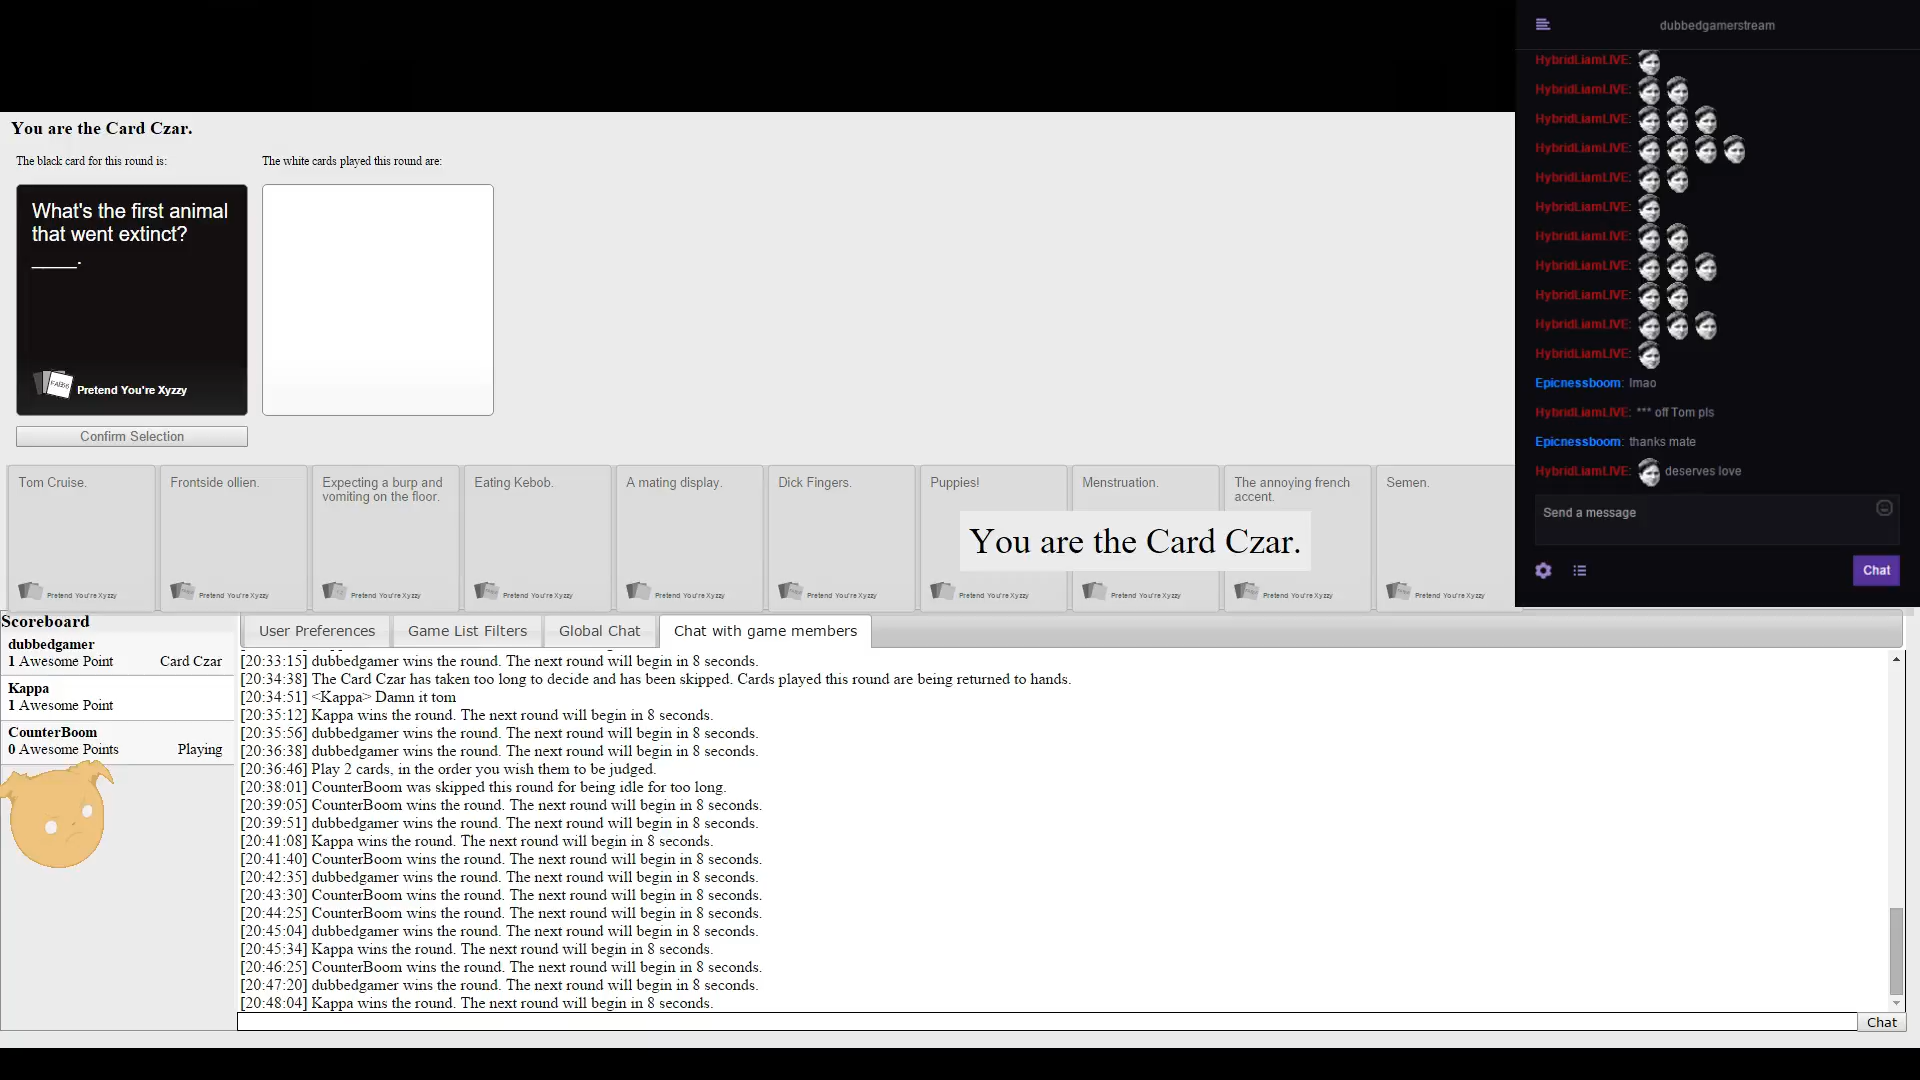 dubbedgamerstream
HybridLiamLIVE:
HybridLiamLIVE:
HybridLiamLIVE:
HybridLiamLIVE:
HybridLiamLIVE:
HybridLiamLIVE:
HybridLiamLIVE:
HybridLiamLIVE:
HybridLiamLIVE:
HybridLiamLIVE:
HybridLiamLIVE:
Epicnessboom: lmao
HybridLiamLIVE: *** off Tom pls
Epicnessboom: thanks mate
HybridLiamLIVE: deserves love
Send a message
Chat
You are the Card Czar.
The black card for this round is:
The white cards played this round are:
What's the first animal
that went extinct?
____.
Pretend You're Xyzzy
Confirm Selection
Tom Cruise.
Pretend You're Xyzzy
Frontside ollien.
Pretend You're Xyzzy
Expecting a burp and
vomiting on the floor.
Pretend You're Xyzzy
Eating Kebob.
Pretend You're Xyzzy
A mating display.
Pretend You're Xyzzy
Dick Fingers.
Pretend You're Xyzzy
Puppies!
Pretend You're Xyzzy
Menstruation.
Pretend You're Xyzzy
The annoying french
accent.
Pretend You're Xyzzy
Semen.
Pretend You're Xyzzy
You are the Card Czar.
Scoreboard
dubbedgamer
1 Awesome Point Card Czar
Kappa
1 Awesome Point
CounterBoom
0 Awesome Points Playing
User Preferences
Game List Filters
Global Chat
Chat with game members
[20:33:15] dubbedgamer wins the round. The next round will begin in 8 seconds.
[20:34:38] The Card Czar has taken too long to decide and has been skipped. Cards played this round are being returned to hands.
[20:34:51] <Kappa> Damn it tom
[20:35:12] Kappa wins the round. The next round will begin in 8 seconds.
[20:35:56] dubbedgamer wins the round. The next round will begin in 8 seconds.
[20:36:38] dubbedgamer wins the round. The next round will begin in 8 seconds.
[20:36:46] Play 2 cards, in the order you wish them to be judged.
[20:38:01] CounterBoom was skipped this round for being idle for too long.
[20:39:05] CounterBoom wins the round. The next round will begin in 8 seconds.
[20:39:51] dubbedgamer wins the round. The next round will begin in 8 seconds.
[20:41:08] Kappa wins the round. The next round will begin in 8 seconds.
[20:41:40] CounterBoom wins the round. The next round will begin in 8 seconds.
[20:42:35] dubbedgamer wins the round. The next round will begin in 8 seconds.
[20:43:30] CounterBoom wins the round. The next round will begin in 8 seconds.
[20:44:25] CounterBoom wins the round. The next round will begin in 8 seconds.
[20:45:04] dubbedgamer wins the round. The next round will begin in 8 seconds.
[20:45:34] Kappa wins the round. The next round will begin in 8 seconds.
[20:46:25] CounterBoom wins the round. The next round will begin in 8 seconds.
[20:47:20] dubbedgamer wins the round. The next round will begin in 8 seconds.
[20:48:04] Kappa wins the round. The next round will begin in 8 seconds.
Chat